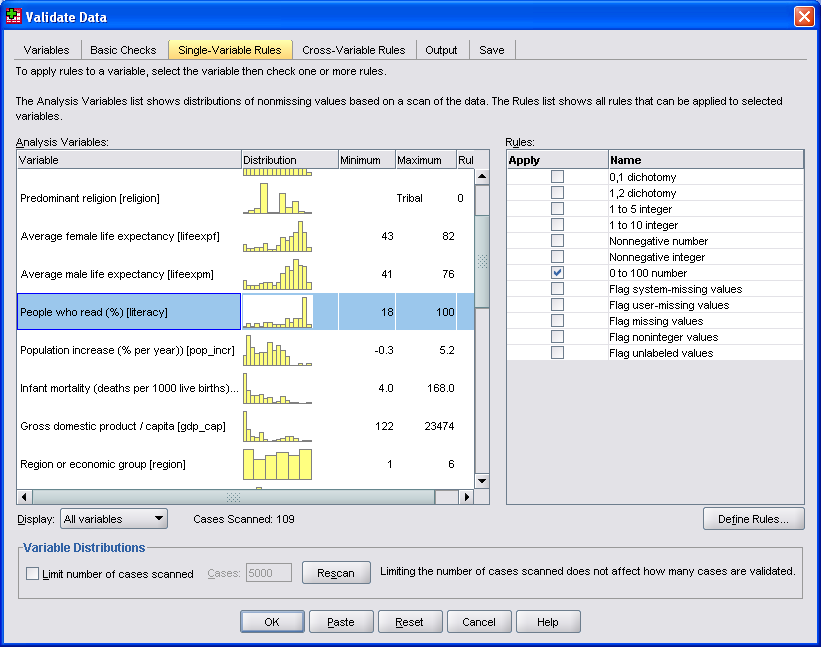 Validate Data
Variables Basic Checks Single-Variable Rules Cross-Variable Rules Output Save
To apply rules to a variable, select the variable then check one or more rules.
The Analysis Variables list shows distributions of nonmissing values based on a scan of the data. The Rules list shows all rules that can be applied to selected
variables.
Analysis Variables:
Variable Distribution Minimum Maximum Rul
Predominant religion [religion] Tribal 0
Average female life expectancy [lifeexpf] 43 82
Average male life expectancy [lifeexpm] 41 76
People who read (%) [literacy] 18 100
Population increase (% per year)) [pop_incr] -0.3 5.2
Infant mortality (deaths per 1000 live births)... 4.0 168.0
Gross domestic product / capita [gdp_cap] 122 23474
Region or economic group [region] 1 6
Rules:
Apply Name
0,1 dichotomy
1,2 dichotomy
1 to 5 integer
1 to 10 integer
Nonnegative number
Nonnegative integer
0 to 100 number
Flag system-missing values
Flag user-missing values
Flag missing values
Flag noninteger values
Flag unlabeled values
Display: All variables Cases Scanned: 109
Define Rules...
Variable Distributions
Limit number of cases scanned Cases: 5000 Rescan Limiting the number of cases scanned does not affect how many cases are validated.
OK Paste Reset Cancel Help